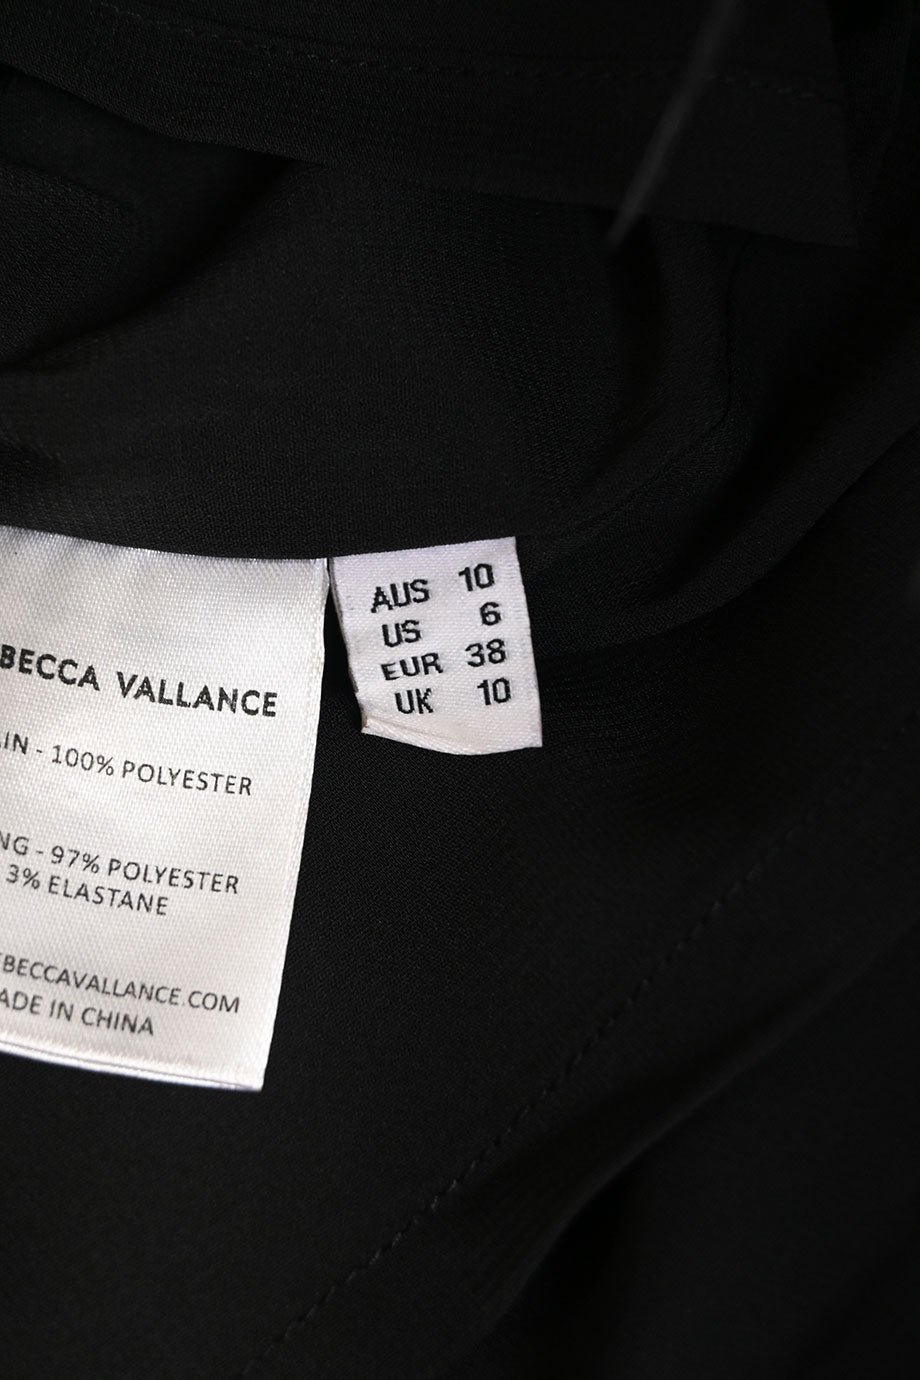 BECCA VALLANCE
IN - 100% POLYESTER
NG - 97% POLYESTER
3% ELASTANE
EBECCAVALLANCE.COM
ADE IN CHINA
AUS 10
US 6
EUR 38
UK 10